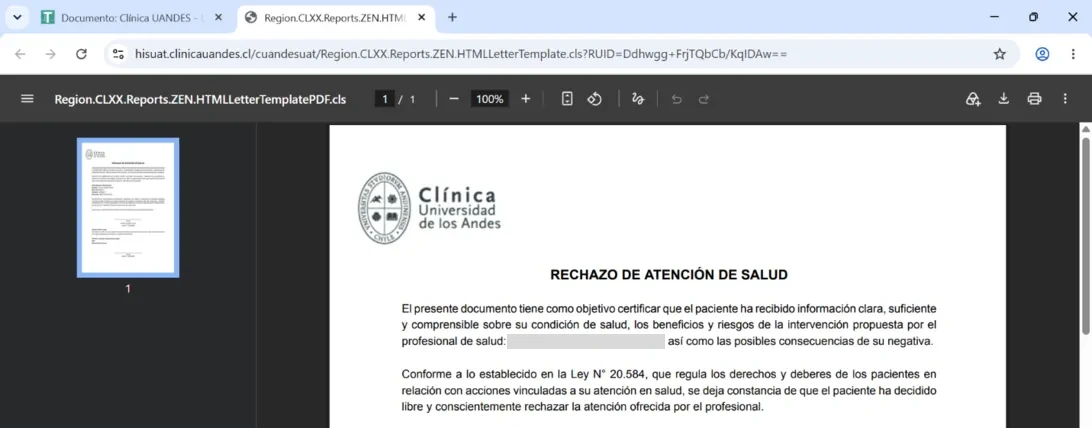 Documento: Clínica UANDES -
Region.CLXX.Reports.ZEN.HTML
hisuat.clinicauandes.cl/cuandesuat/Region.CLXX.Reports.ZEN.HTMLLetterTemplate.cls?RUID=Ddhwgg+FrjTQbCb/KqIDAw==
Region.CLXX.Reports.ZEN.HTMLLetterTemplatePDF.cls
1 / 1
100%
1
Clínica
Universidad
de los Andes
RECHAZO DE ATENCIÓN DE SALUD
El presente documento tiene como objetivo certificar que el paciente ha recibido información clara, suficiente
y comprensible sobre su condición de salud, los beneficios y riesgos de la intervención propuesta por el
profesional de salud: así como las posibles consecuencias de su negativa.
Conforme a lo establecido en la Ley N° 20.584, que regula los derechos y deberes de los pacientes en
relación con acciones vinculadas a su atención en salud, se deja constancia de que el paciente ha decidido
libre y conscientemente rechazar la atención ofrecida por el profesional.